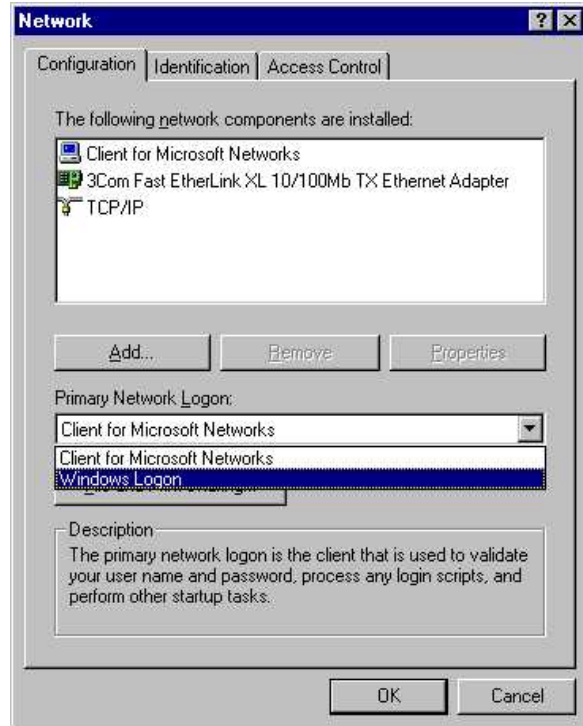 Network
Configuration Identification Access Control
The following network components are installed:
Client for Microsoft Networks
3Com Fast EtherLink XL 10/100Mb TX Ethernet Adapter
TCP/IP
Add... Remove Properties
Primary Network Logon:
Client for Microsoft Networks
Client for Microsoft Networks
Windows Logon
Description
The primary network logon is the client that is used to validate
your user name and password, process any login scripts, and
perform other startup tasks.
OK Cancel